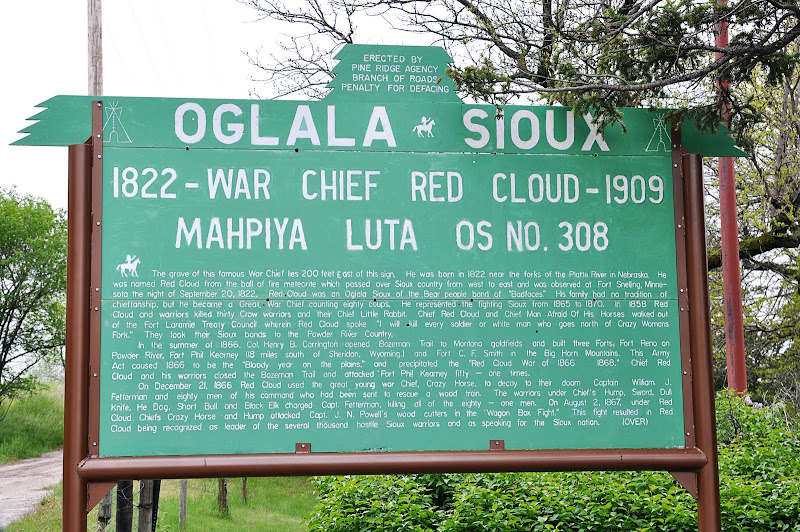 ERECTED BY
PINE RIDGE AGENCY
BRANCH OF ROADS
PENALTY FOR DEFACING
OGLALA SIOUX
1822 - WAR CHIEF RED CLOUD - 1909
MAHPIYA LUTA OS NO. 308
The grave of this famous War Chief lies 200 feet East of this sign. He was born in 1822 near the forks of the Platte River in Nebraska. He
was named Red Cloud from the ball of fire meteorite which passed over Sioux country from west to east and was observed at Fort Snelling, Minne-
sota the night of September 20, 1822. Red Cloud was an Oglala Sioux of the Bear people band of "Badfaces." His family had no tradition of
chieftanship, but he became a Great War Chief counting eighty coups. He represented the fighting Sioux from 1865 to 1870. In 1858 Red
Cloud and warriors killed thirty Crow warriors and their Chief Little Rabbit. Chief Red Cloud and Chief Man Afraid Of His Horses walked out
of the Fort Laramie Treaty Council wherein Red Cloud spoke "I will kill every soldier or white man who goes north of Crazy Womans
Fork." They took their Sioux bands to the Powder River Country.
In the summer of 1866, Col. Henry B. Carrington opened Bozeman Trail to Montana goldfields and built three Forts, Fort Reno on
Powder River, Fort Phil Kearney (18 miles south of Sheridan, Wyoming) and Fort C. F. Smith in the Big Horn Mountains. This Army
Act caused 1866 to be the "Bloody year on the plains," and precipitated the "Red Cloud War of 1866 1868," Chief Red
Cloud and his warriors closed the Bozeman Trail and attacked Fort Phil Kearney fifty - one times.
On December 21, 1866 Red Cloud used the great young war Chief, Crazy Horse, to decoy to their doom Captain William J.
Fetterman and eighty men of his command who had been sent to rescue a wood train. The warriors under Chief's Hump, Sword, Dull
Knife, He Dog, Short Bull and Black Elk charged Capt. Fetterman, killing all of the eighty - one men. On August 2, 1867, under Red
Cloud, Chiefs Crazy Horse and Hump attacked Capt. J. N. Powell's wood cutters in the "Wagon Box Fight." This fight resulted in Red
Cloud being recognized as leader of the several thousand hostile Sioux warriors and as speaking for the Sioux nation. (OVER)